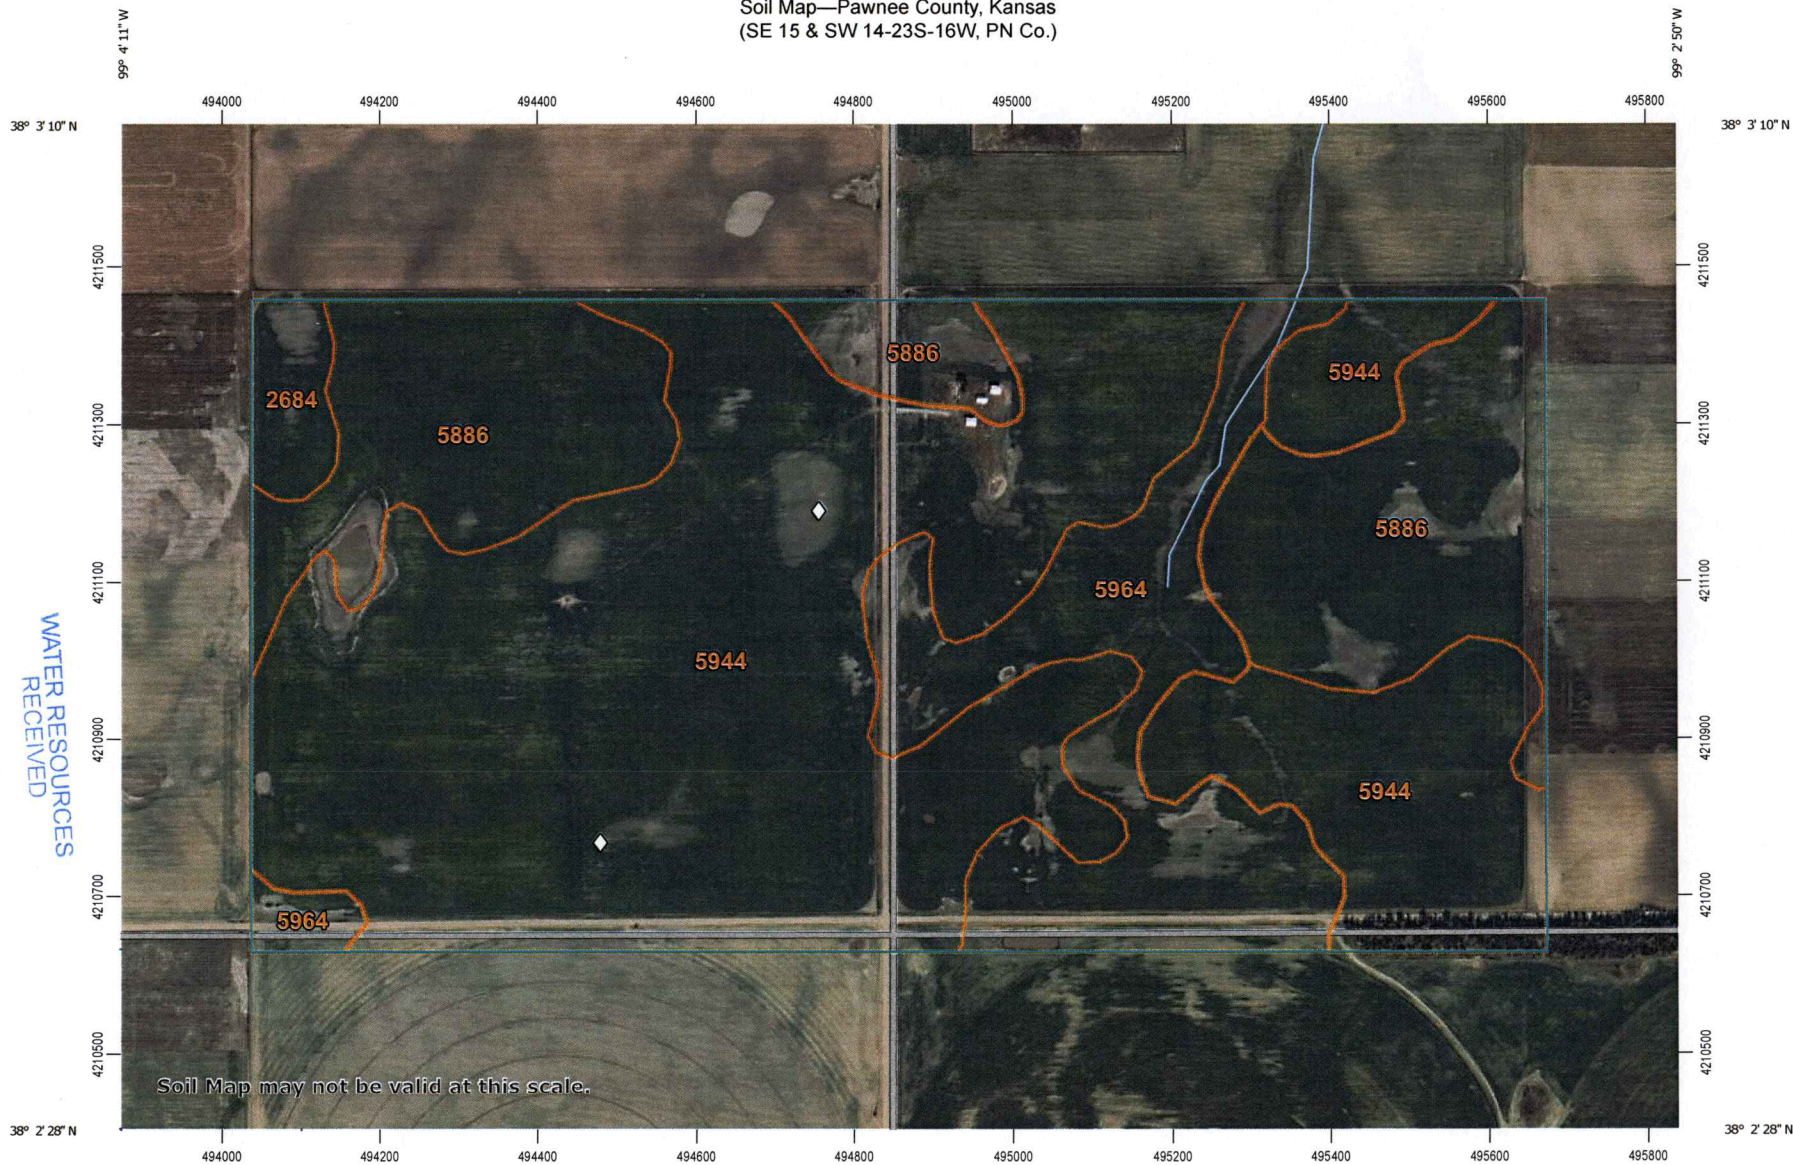 Soil Map—Pawnee County, Kansas
(SE 15 & SW 14-23S-16W, PN Co.)
99° 4' 11" W
99° 2' 50" W
494000 494200 494400 494600 494800 495000 495200 495400 495600 495800
38° 3' 10" N
38° 3' 10" N
4211500
4211500
5886
5944
2684
4211300
4211300
5886
5886
4211100
5964
4211100
WATER RESOURCES
RECEIVED
5944
4210900
4210900
5944
4210700
4210700
5964
4210500
4210500
Soil Map may not be valid at this scale.
38° 2' 28" N
38° 2' 28" N
494000 494200 494400 494600 494800 495000 495200 495400 495600 495800